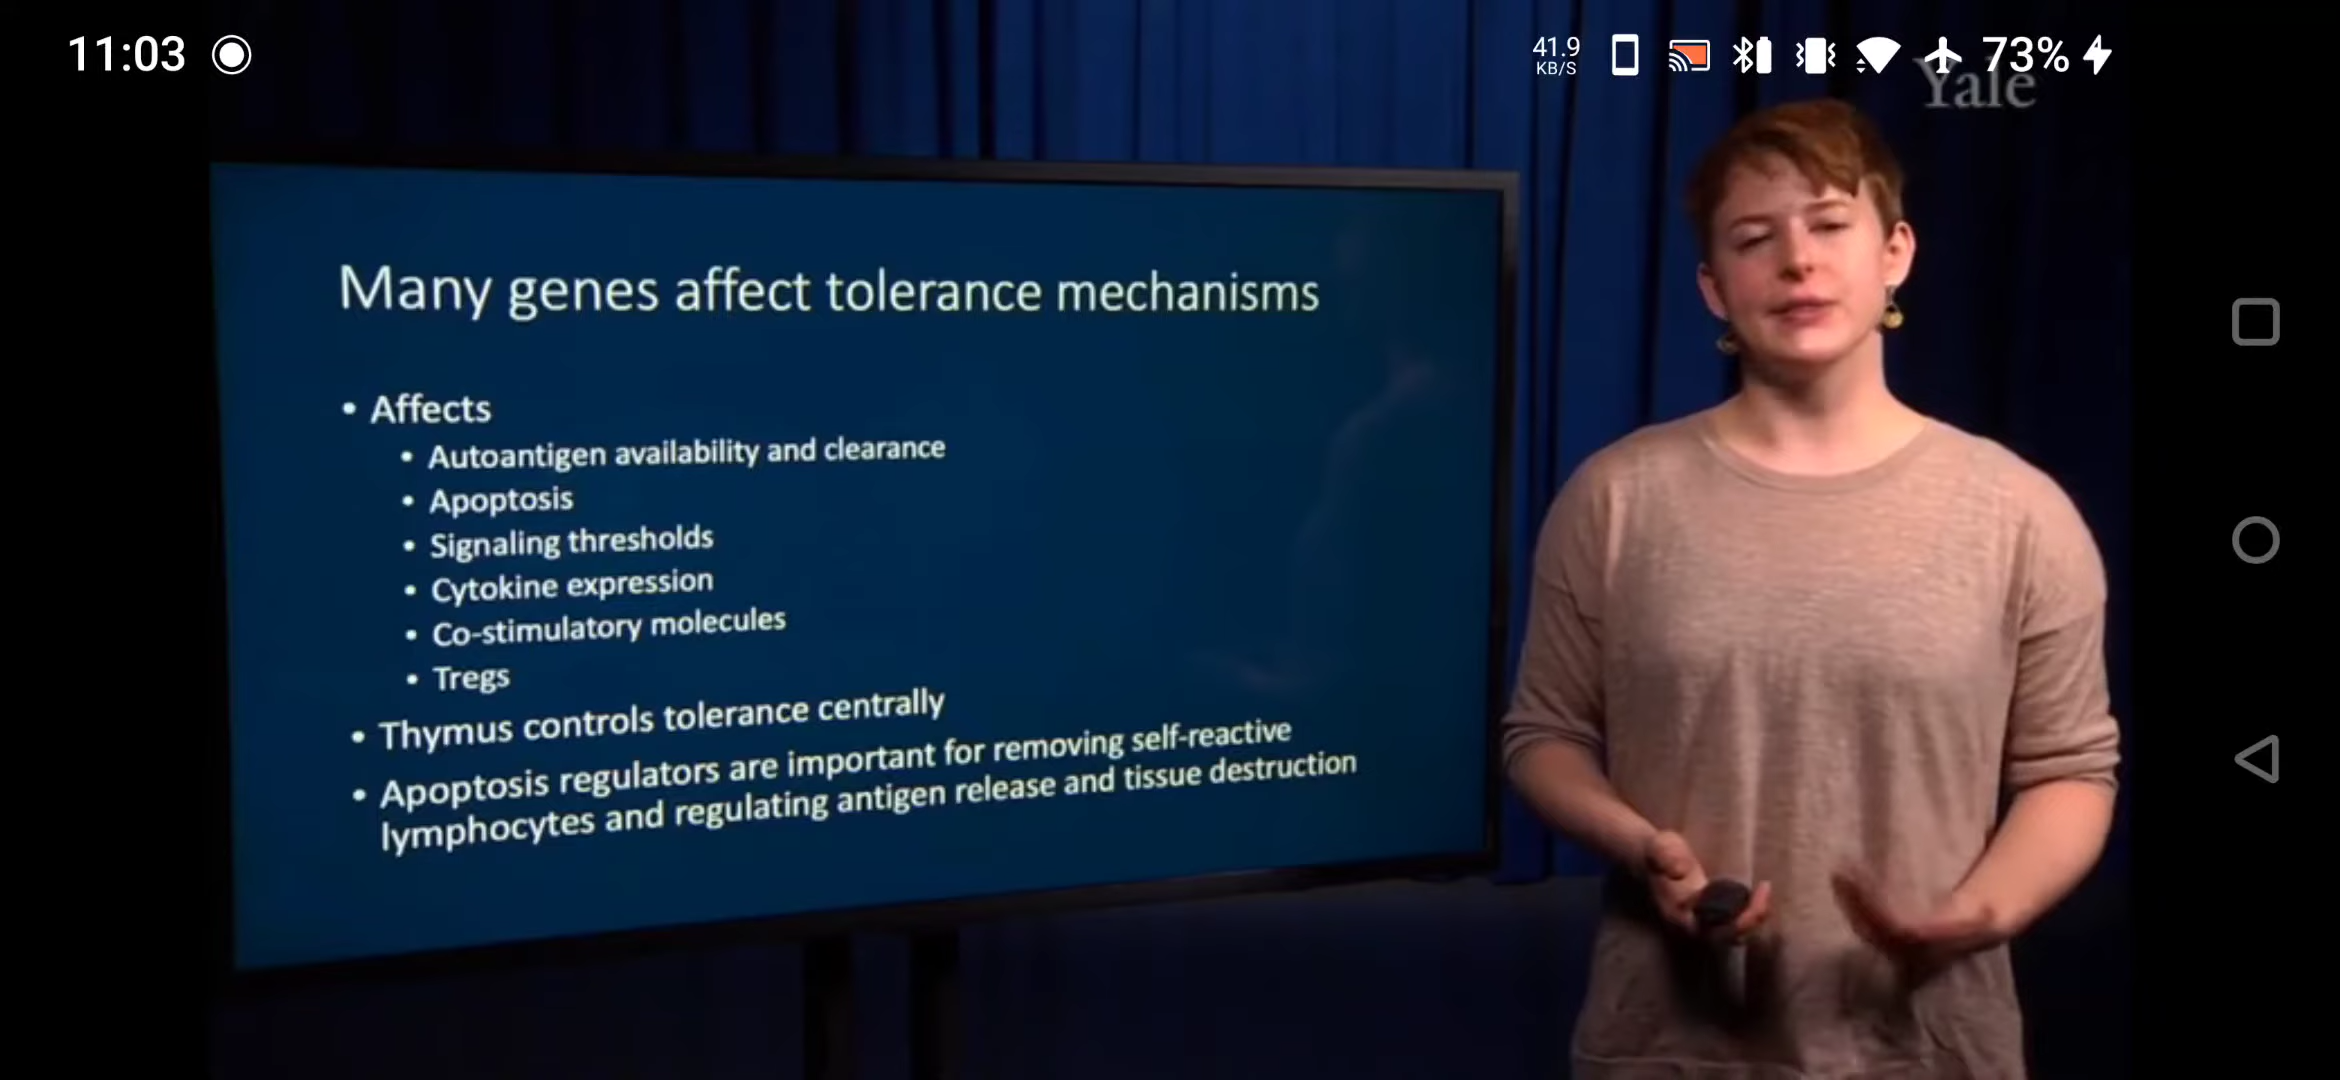 11:03
41.9
KB/S
73%
Yale
Many genes affect tolerance mechanisms
• Affects
• Autoantigen availability and clearance
• Apoptosis
• Signaling thresholds
• Cytokine expression
• Co-stimulatory molecules
• Tregs
• Thymus controls tolerance centrally
• Apoptosis regulators are important for removing self-reactive
lymphocytes and regulating antigen release and tissue destruction